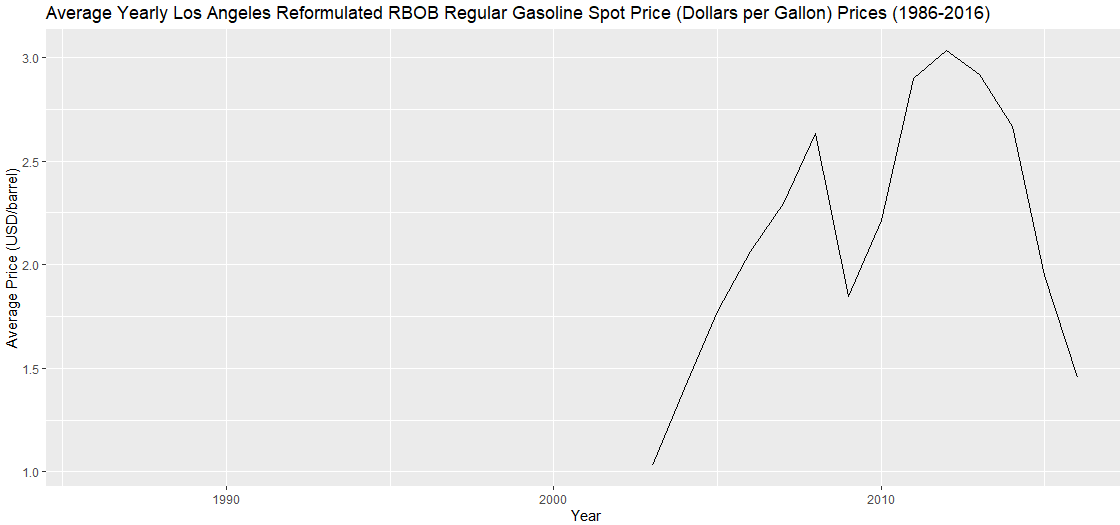 Average Yearly Los Angeles Reformulated RBOB Regular Gasoline Spot Price (Dollars per Gallon) Prices (1986-2016)
Average Price (USD/barrel)
3.0
2.5
2.0
1.5
1.0
1990
2000
2010
Year